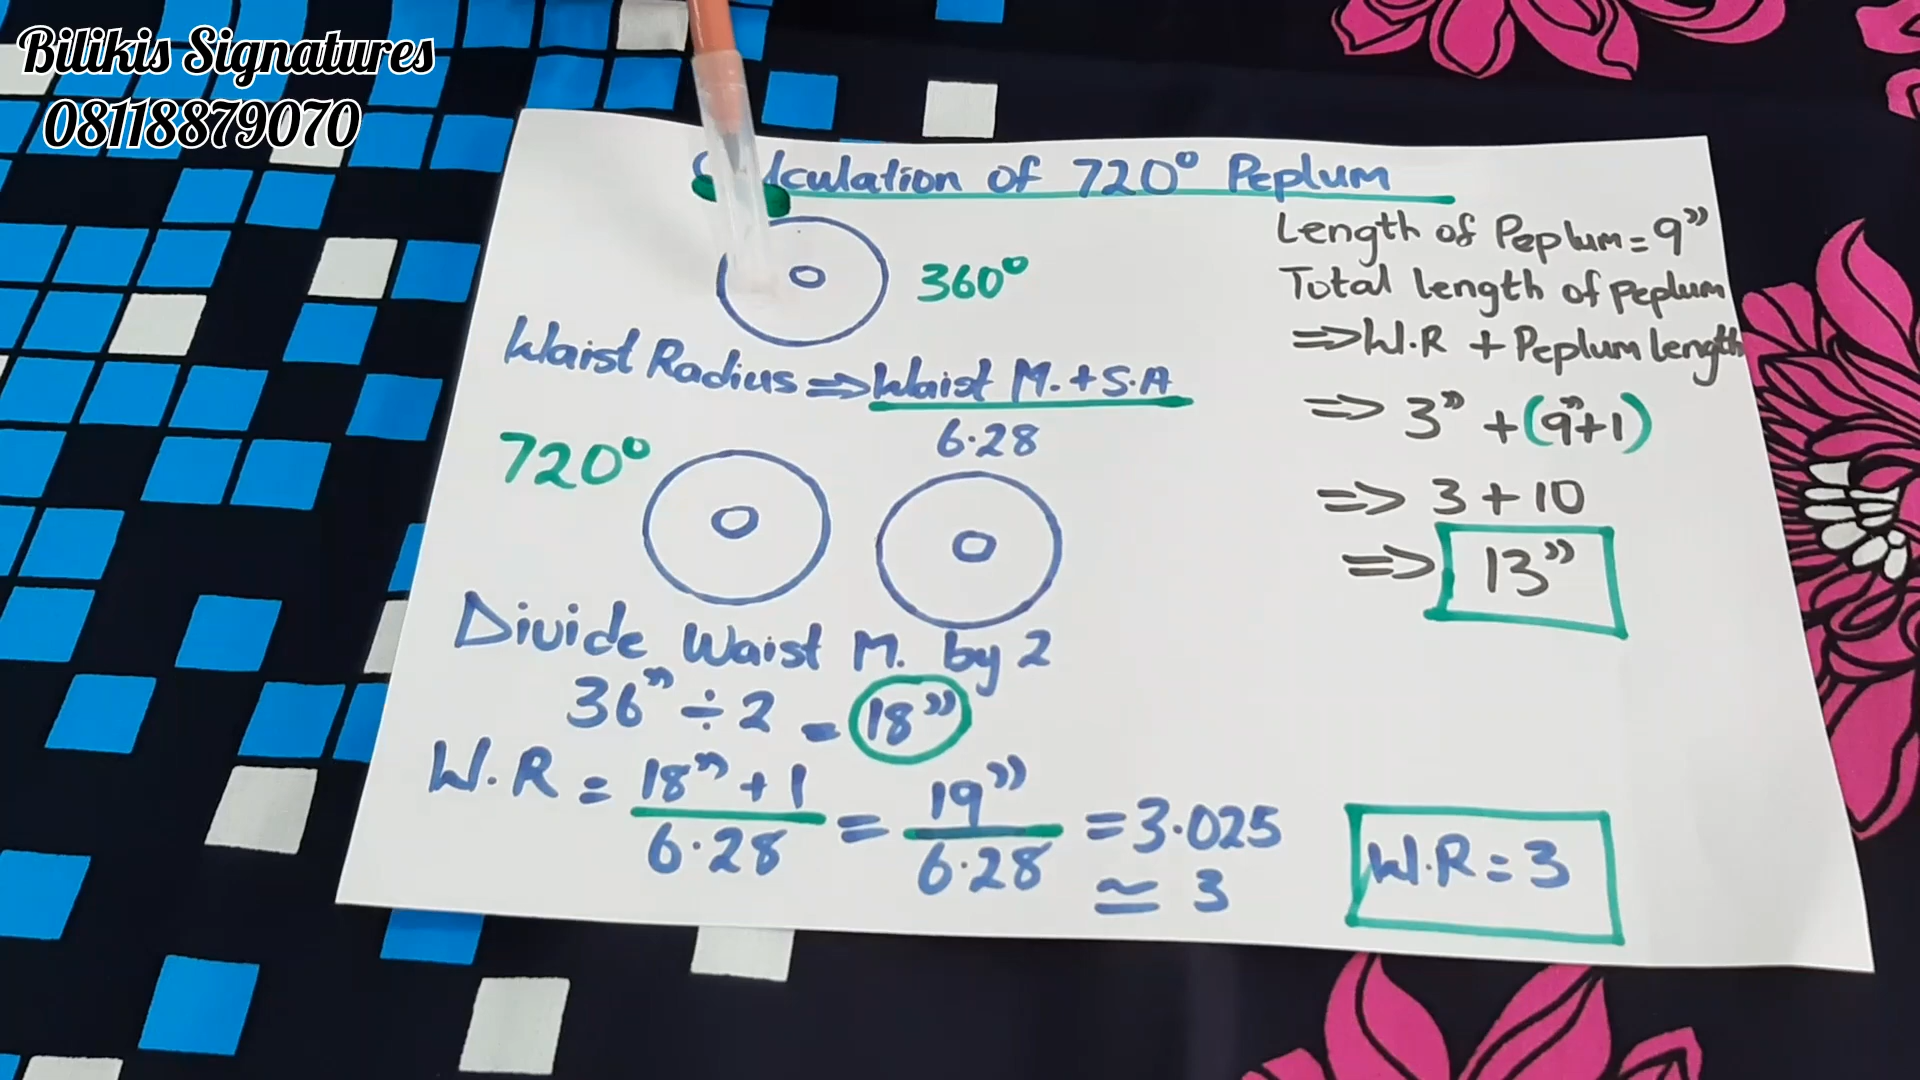 Bilikis Signatures
08118879070
Calculation of 720° Peplum
360°
Waist Radius => Waist M. + S.A
6.28
720°
Divide Waist M. by 2
36" ÷ 2 = 18"
W.R = 18" + 1 = 19" = 3.025
6.28 6.28 ≃ 3
Length of Peplum = 9"
Total length of peplum
=> W.R + Peplum length
=> 3" + (9"+1)
=> 3 + 10
=> 13"
W.R = 3